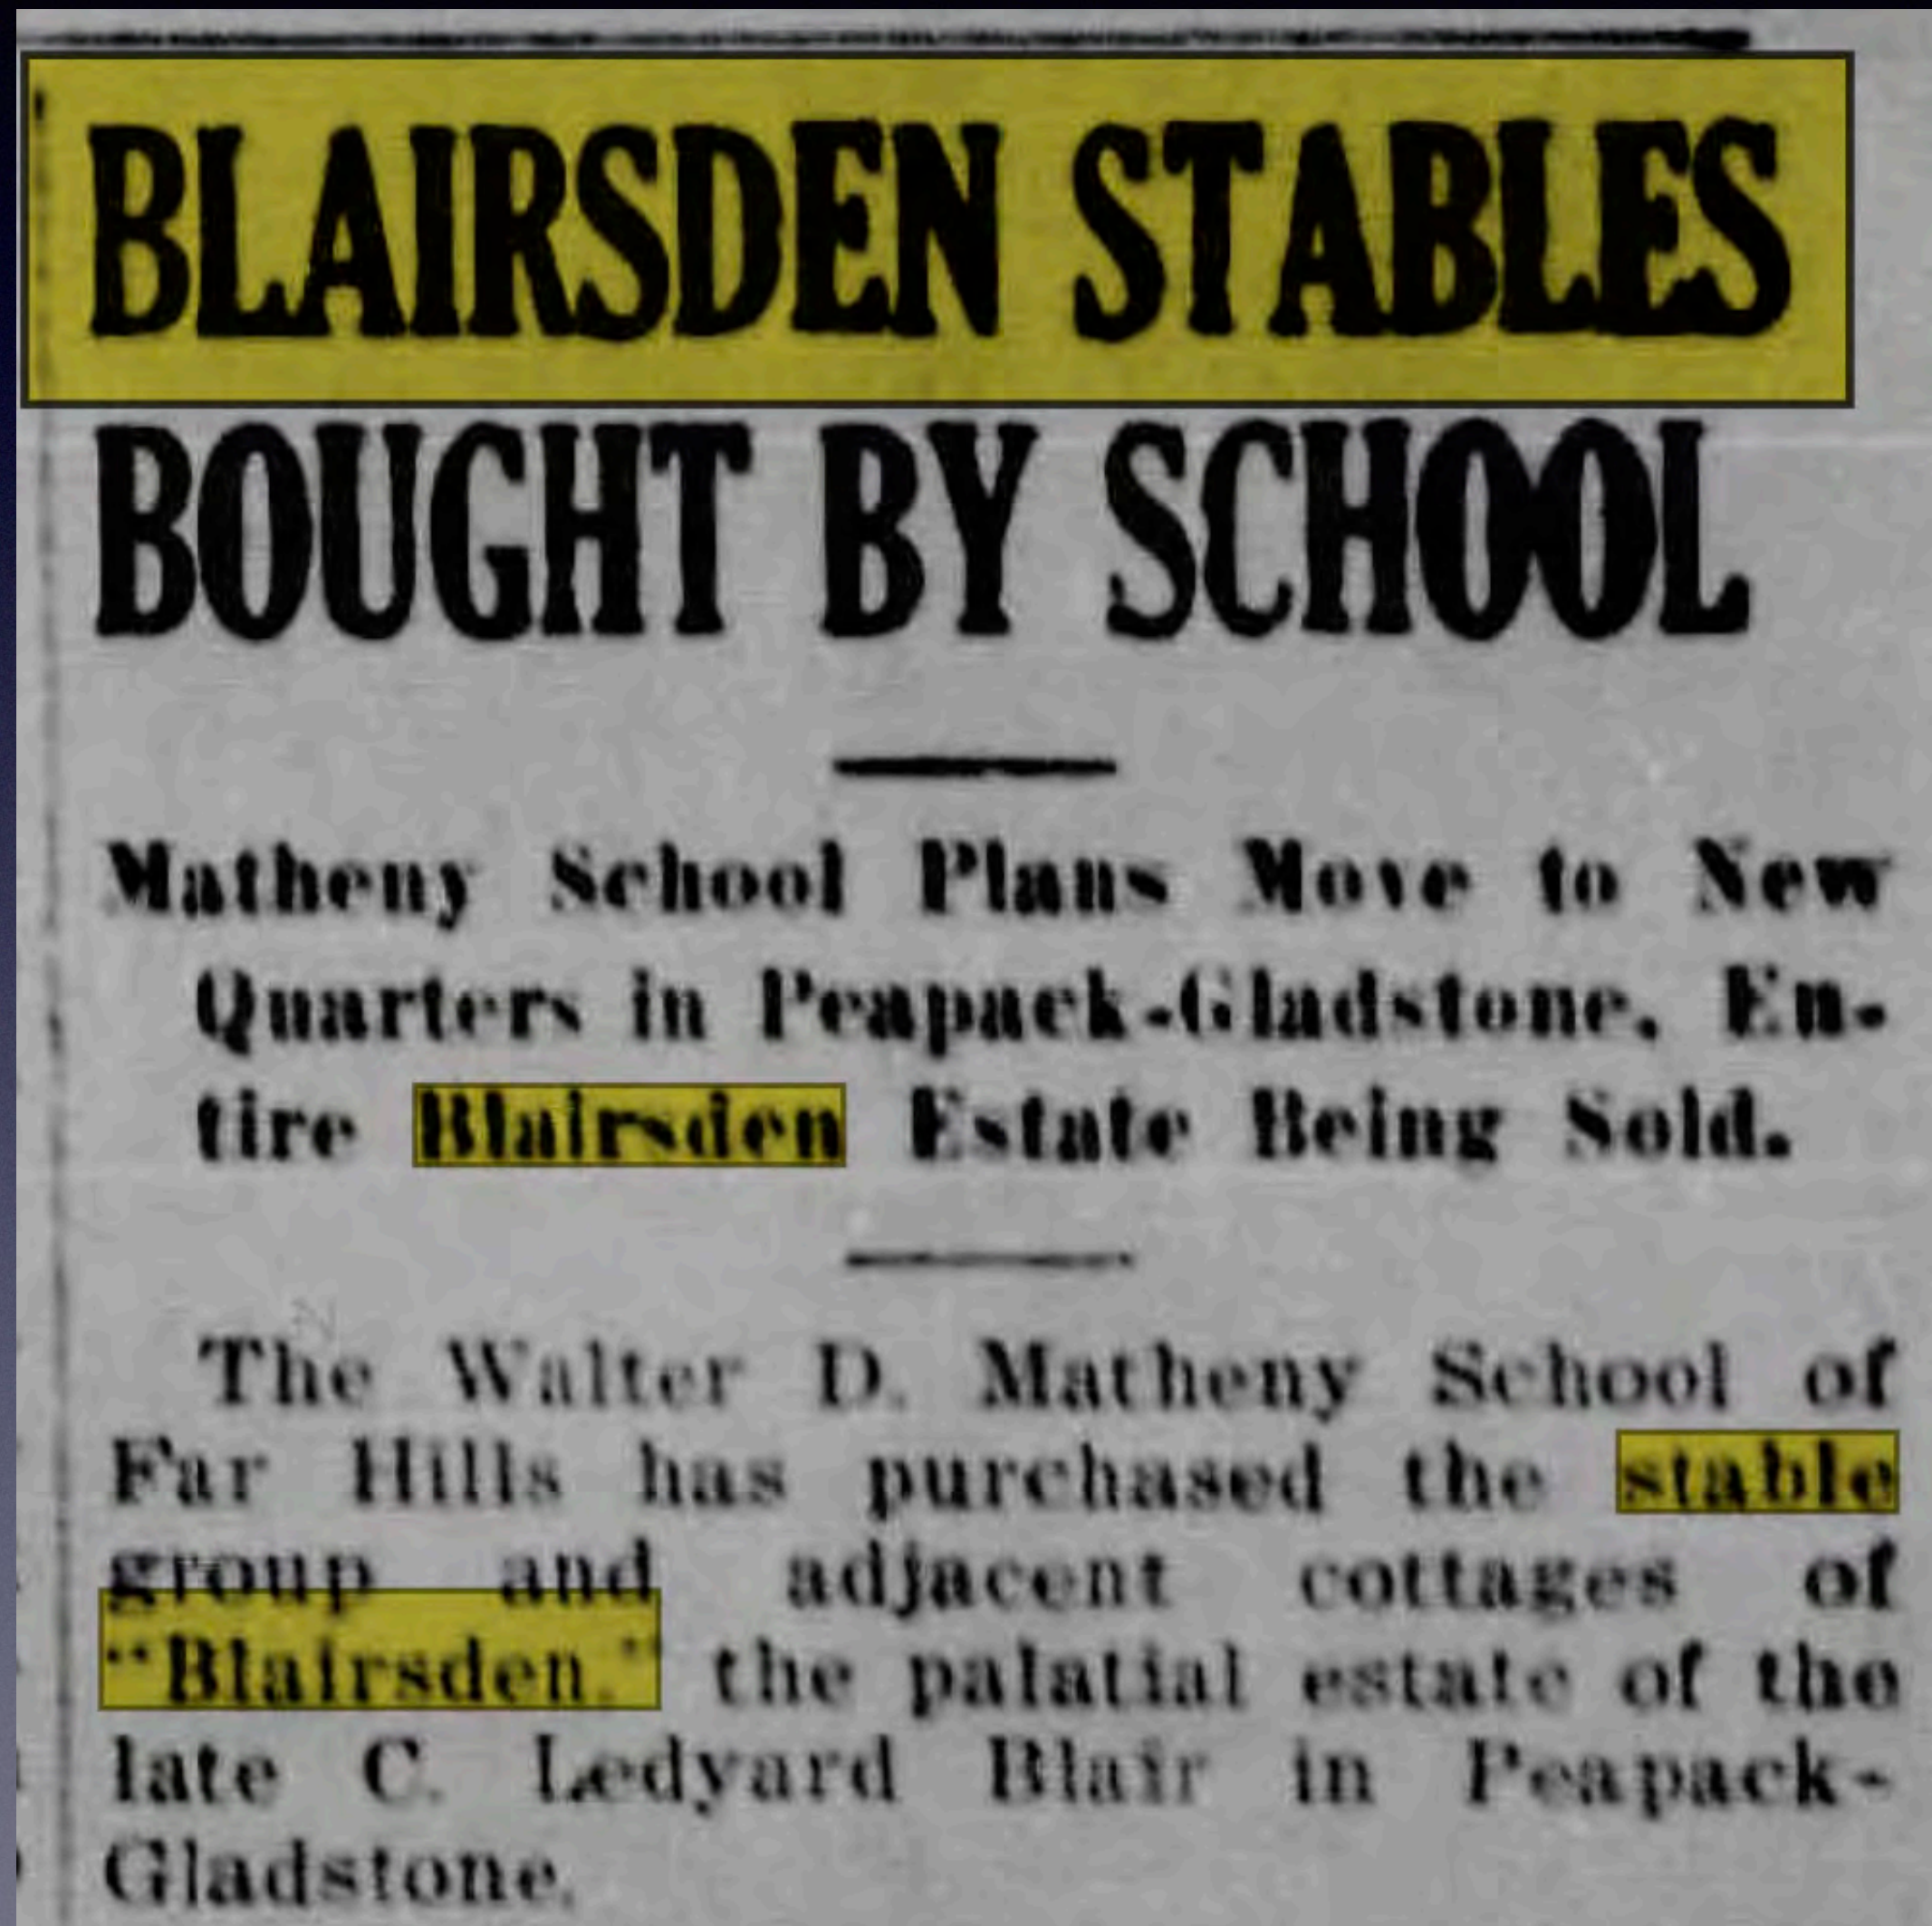 BLAIRSDEN STABLES
BOUGHT BY SCHOOL
Matheny School Plans Move to New
Quarters in Peapack-Gladstone. En-
tire Blairsden Estate Being Sold.
The Walter D. Matheny School of
Far Hills has purchased the stable
group and adjacent cottages of
"Blairsden," the palatial estate of the
late C. Ledyard Blair in Peapack-
Gladstone.